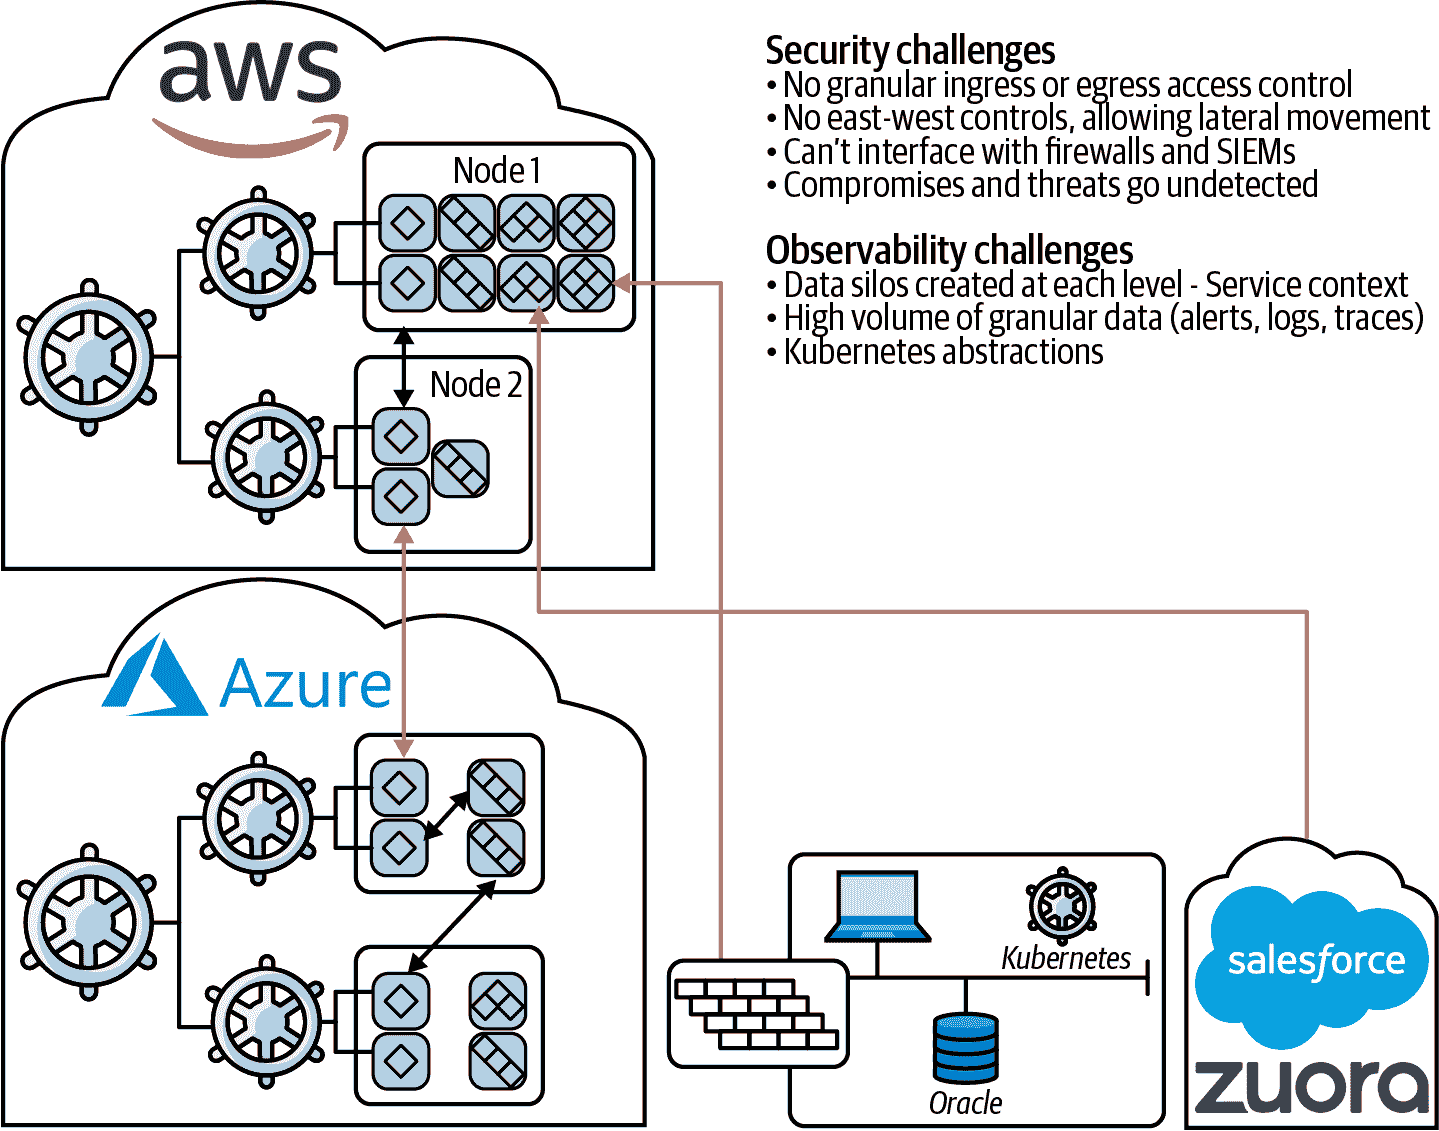 aws
Security challenges
• No granular ingress or egress access control
• No east-west controls, allowing lateral movement
• Can’t interface with firewalls and SIEMs
• Compromises and threats go undetected
Observability challenges
• Data silos created at each level - Service context
• High volume of granular data (alerts, logs, traces)
• Kubernetes abstractions
Node 1
Node 2
Azure
Kubernetes
Oracle
salesforce
zuora